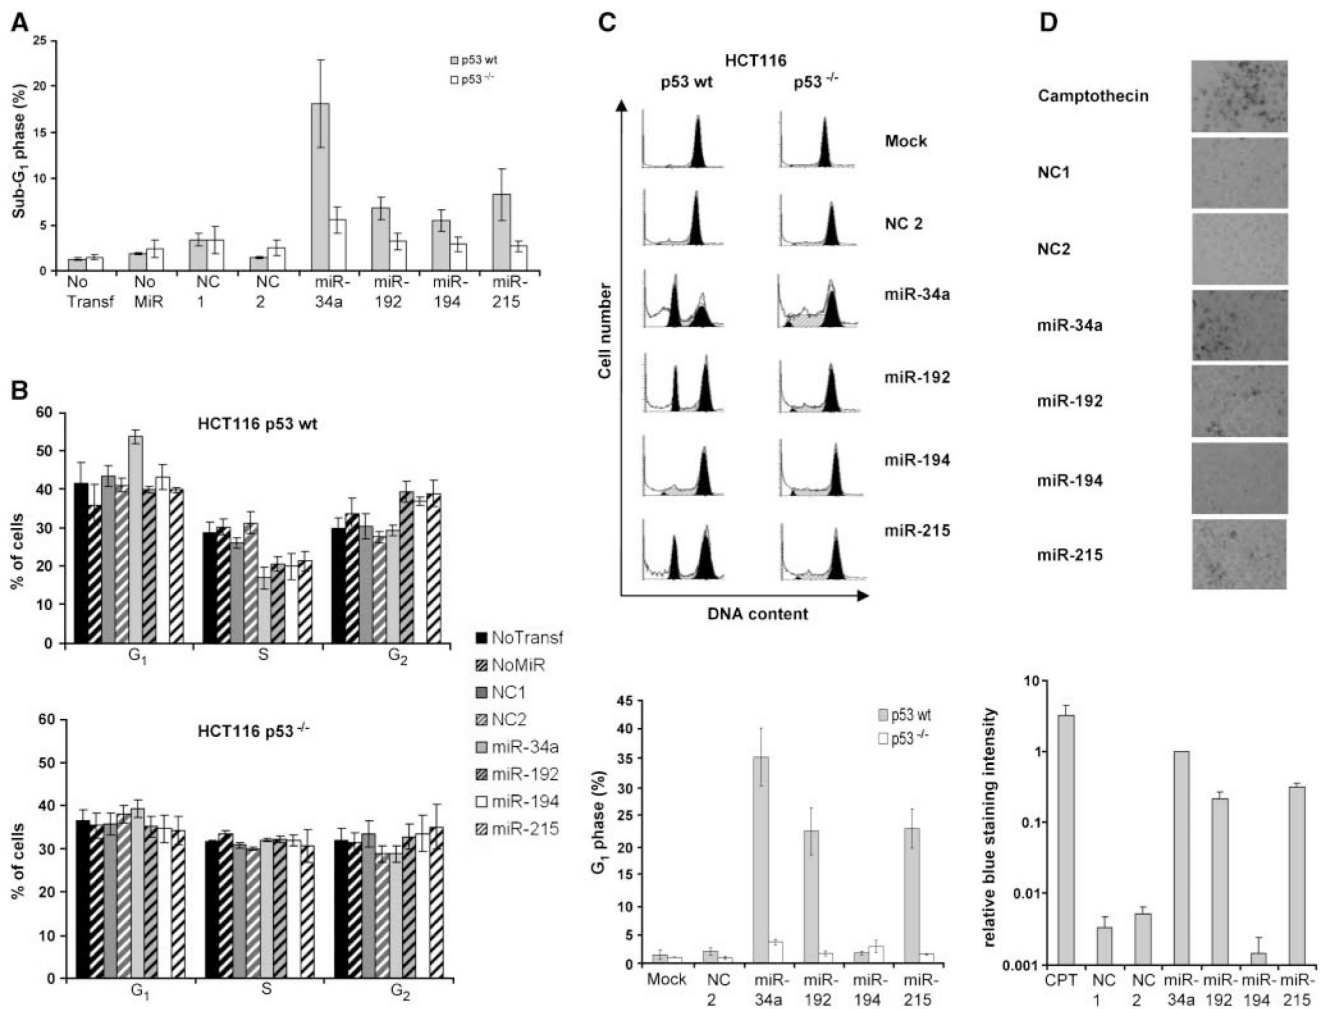 A
25
20
15
10
5
0
Sub-G1 phase (%)
p53 wt
p53 -/-
No Transf
No MiR
NC 1
NC 2
miR-34a
miR-192
miR-194
miR-215
B
60
50
40
30
20
10
0
% of cells
HCT116 p53 wt
G1
S
G2
60
50
40
30
20
10
0
% of cells
HCT116 p53 -/-
G1
S
G2
NoTransf
NoMiR
NC1
NC2
miR-34a
miR-192
miR-194
miR-215
C
HCT116
p53 wt
p53 -/-
Cell number
Mock
NC 2
miR-34a
miR-192
miR-194
miR-215
DNA content
45
40
35
30
25
20
15
10
5
0
G1 phase (%)
p53 wt
p53 -/-
Mock
NC 2
miR-34a
miR-192
miR-194
miR-215
D
Camptothecin
NC1
NC2
miR-34a
miR-192
miR-194
miR-215
10
1
0.1
0.01
0.001
relative blue staining intensity
CPT
NC 1
NC 2
miR-34a
miR-192
miR-194
miR-215